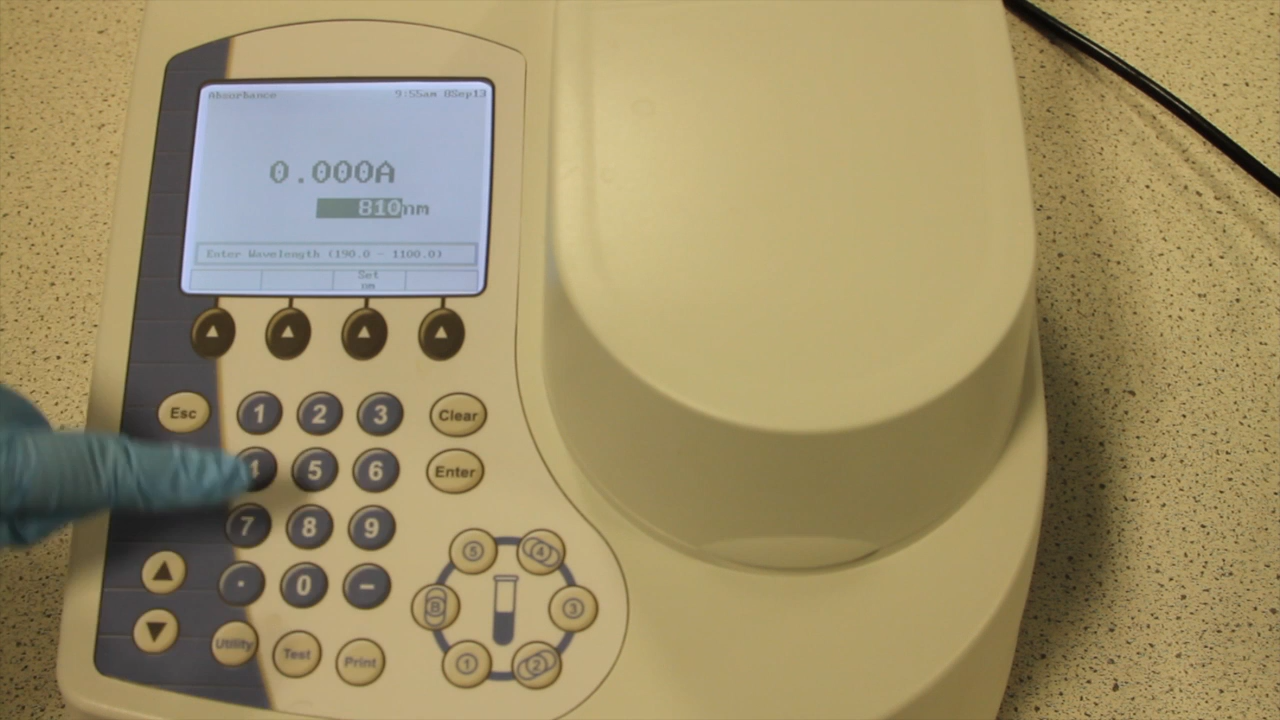 Absorbance 9:55am 8Sep13
0.000A
810nm
Enter Wavelength (190.0 - 1100.0)
Set
nm
Esc 1 2 3 Clear
4 5 6 Enter
7 8 9
. 0 −
Utility Test Print
5 4
B 3
1 2